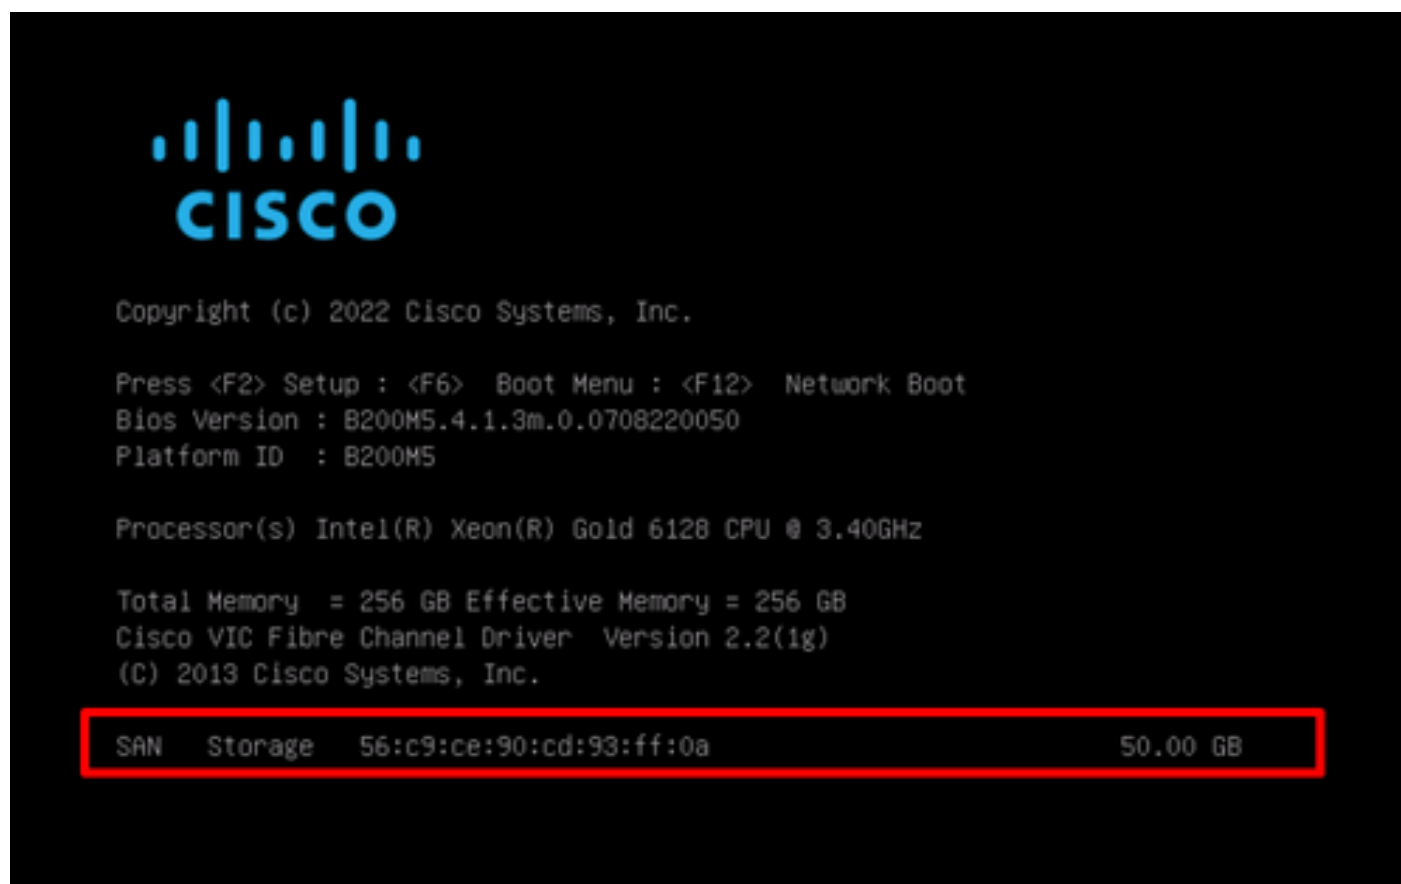 CISCO
Copyright (c) 2022 Cisco Systems, Inc.
Press <F2> Setup : <F6>  Boot Menu : <F12>  Network Boot
Bios Version : B200M5.4.1.3m.0.0708220050
Platform ID  : B200M5
Processor(s) Intel(R) Xeon(R) Gold 6128 CPU @ 3.40GHz
Total Memory  = 256 GB Effective Memory = 256 GB
Cisco VIC Fibre Channel Driver  Version 2.2(1g)
(C) 2013 Cisco Systems, Inc.
SAN   Storage   56:c9:ce:90:cd:93:ff:0a   50.00 GB